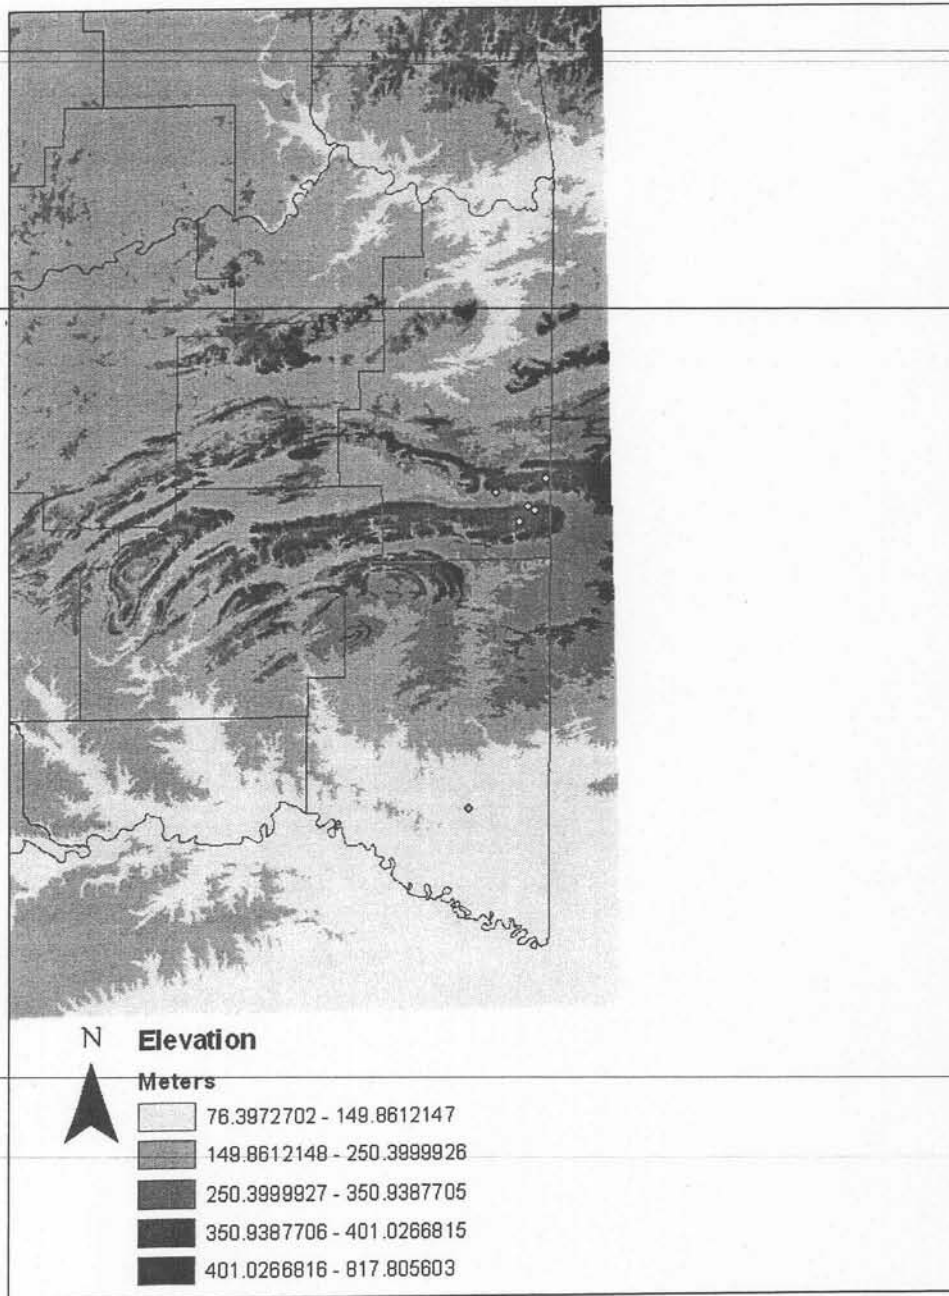 N
Elevation
Meters
76.3972702 - 149.8612147
149.8612148 - 250.3999926
250.3999927 - 350.9387705
350.9387706 - 401.0266815
401.0266816 - 817.805603